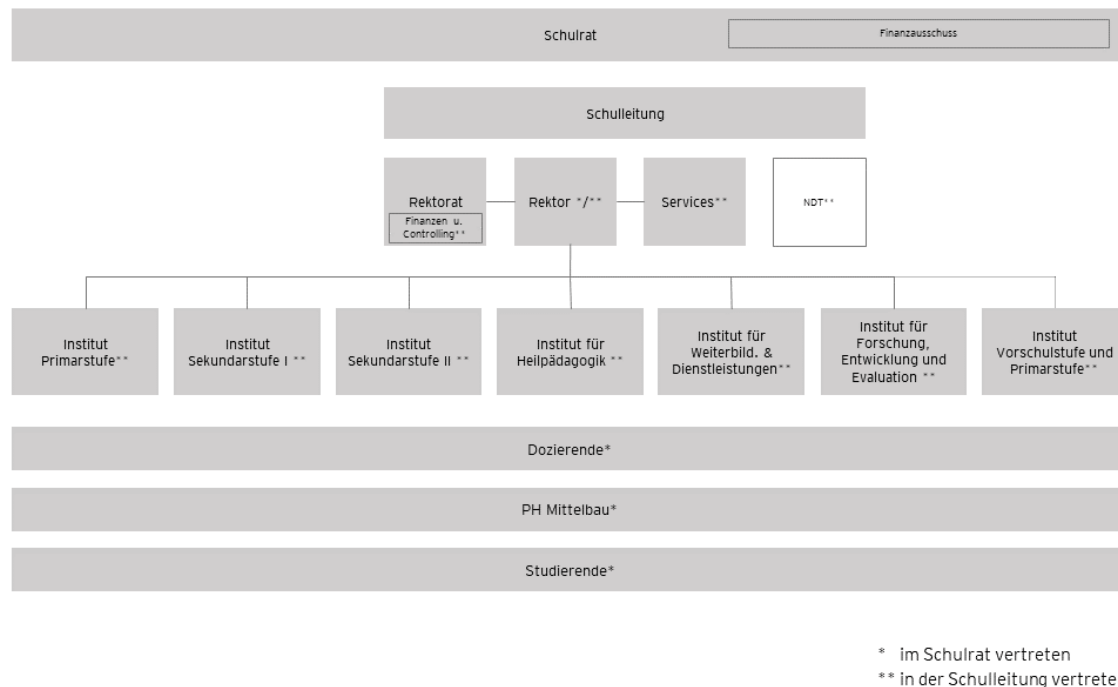 Schulrat
Finanzausschuss
Schulleitung
Rektorat
Finanzen u.
Controlling**
Rektor */**
Services**
NDT**
Institut
Primarstufe**
Institut
Sekundarstufe I **
Institut
Sekundarstufe II **
Institut für
Heilpädagogik **
Institut für
Weiterbild. &
Dienstleistungen**
Institut für
Forschung,
Entwicklung und
Evaluation **
Institut
Vorschulstufe und
Primarstufe**
Dozierende*
PH Mittelbau*
Studierende*
* im Schulrat vertreten
** in der Schulleitung vertrete